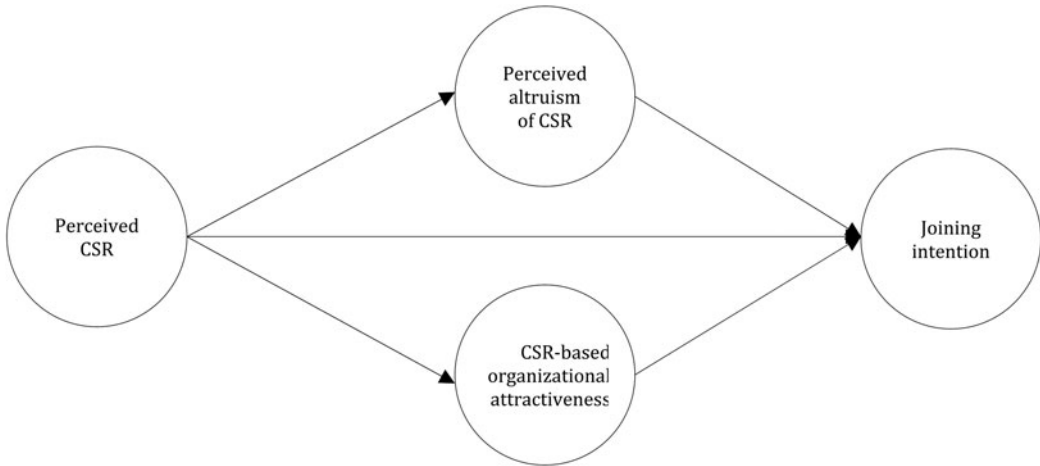 Perceived
altruism
of CSR
Perceived
CSR
Joining
intention
CSR-based
organizational
attractiveness